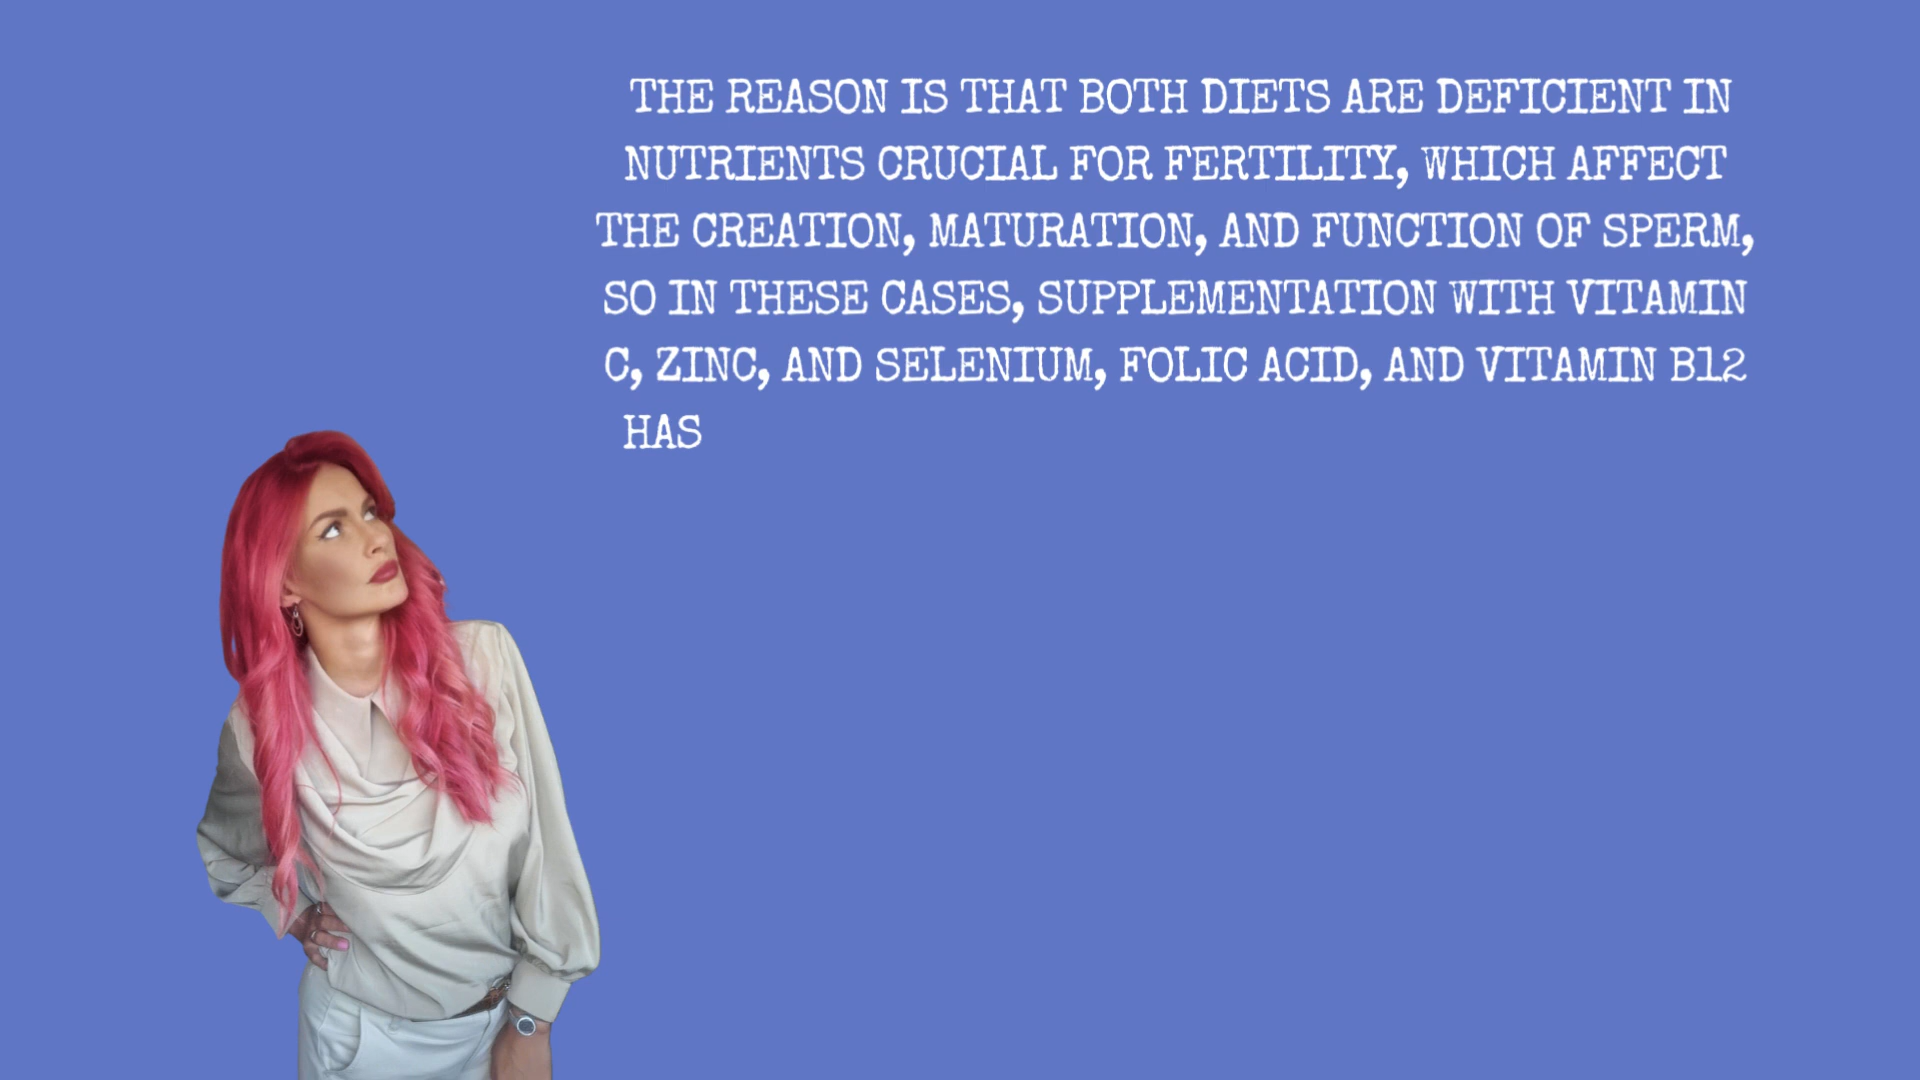 THE REASON IS THAT BOTH DIETS ARE DEFICIENT IN
NUTRIENTS CRUCIAL FOR FERTILITY, WHICH AFFECT
THE CREATION, MATURATION, AND FUNCTION OF SPERM,
SO IN THESE CASES, SUPPLEMENTATION WITH VITAMIN
C, ZINC, AND SELENIUM, FOLIC ACID, AND VITAMIN B12
HAS